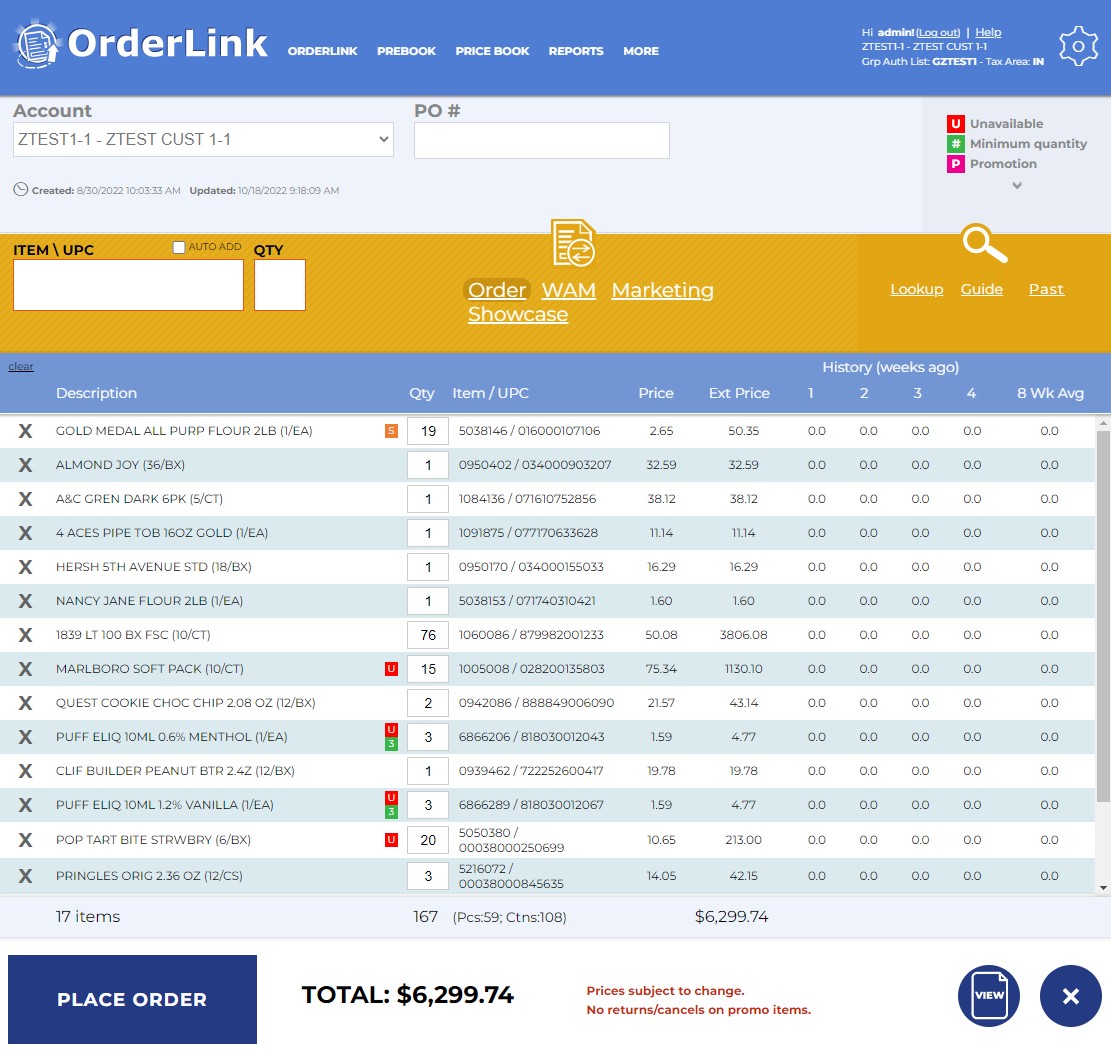 OrderLink ORDERLINK PREBOOK PRICE BOOK REPORTS MORE
Hi admin! (Log out) | Help
ZTEST1-1 - ZTEST CUST 1-1
Grp Auth List: GZTEST1 - Tax Area: IN
Account
PO #
ZTEST1-1 - ZTEST CUST 1-1
Created: 8/30/2022 10:03:33 AM Updated: 10/18/2022 9:18:09 AM
U Unavailable
# Minimum quantity
P Promotion
ITEM \ UPC AUTO ADD QTY
Order WAM Marketing
Showcase
Lookup Guide Past
clear
History (weeks ago)
Description Qty Item / UPC Price Ext Price 1 2 3 4 8 Wk Avg
X GOLD MEDAL ALL PURP FLOUR 2LB (1/EA) S 19 5038146 / 016000107106 2.65 50.35 0.0 0.0 0.0 0.0 0.0
X ALMOND JOY (36/BX) 1 0950402 / 034000903207 32.59 32.59 0.0 0.0 0.0 0.0 0.0
X A&C GREN DARK 6PK (5/CT) 1 1084136 / 071610752856 38.12 38.12 0.0 0.0 0.0 0.0 0.0
X 4 ACES PIPE TOB 16OZ GOLD (1/EA) 1 1091875 / 077170633628 11.14 11.14 0.0 0.0 0.0 0.0 0.0
X HERSH 5TH AVENUE STD (18/BX) 1 0950170 / 034000155033 16.29 16.29 0.0 0.0 0.0 0.0 0.0
X NANCY JANE FLOUR 2LB (1/EA) 1 5038153 / 071740310421 1.60 1.60 0.0 0.0 0.0 0.0 0.0
X 1839 LT 100 BX FSC (10/CT) 76 1060086 / 879982001233 50.08 3806.08 0.0 0.0 0.0 0.0 0.0
X MARLBORO SOFT PACK (10/CT) U 15 1005008 / 028200135803 75.34 1130.10 0.0 0.0 0.0 0.0 0.0
X QUEST COOKIE CHOC CHIP 2.08 OZ (12/BX) 2 0942086 / 888849006090 21.57 43.14 0.0 0.0 0.0 0.0 0.0
X PUFF ELIQ 10ML 0.6% MENTHOL (1/EA) U 3 3 6866206 / 818030012043 1.59 4.77 0.0 0.0 0.0 0.0 0.0
X CLIF BUILDER PEANUT BTR 2.4Z (12/BX) 1 0939462 / 722252600417 19.78 19.78 0.0 0.0 0.0 0.0 0.0
X PUFF ELIQ 10ML 1.2% VANILLA (1/EA) U 3 3 6866289 / 818030012067 1.59 4.77 0.0 0.0 0.0 0.0 0.0
X POP TART BITE STRWBRY (6/BX) U 20 5050380 / 00038000250699 10.65 213.00 0.0 0.0 0.0 0.0 0.0
X PRINGLES ORIG 2.36 OZ (12/CS) 3 5216072 / 00038000845635 14.05 42.15 0.0 0.0 0.0 0.0 0.0
17 items 167 (Pcs:59; Ctns:108) $6,299.74
PLACE ORDER
TOTAL: $6,299.74
Prices subject to change.
No returns/cancels on promo items.
VIEW